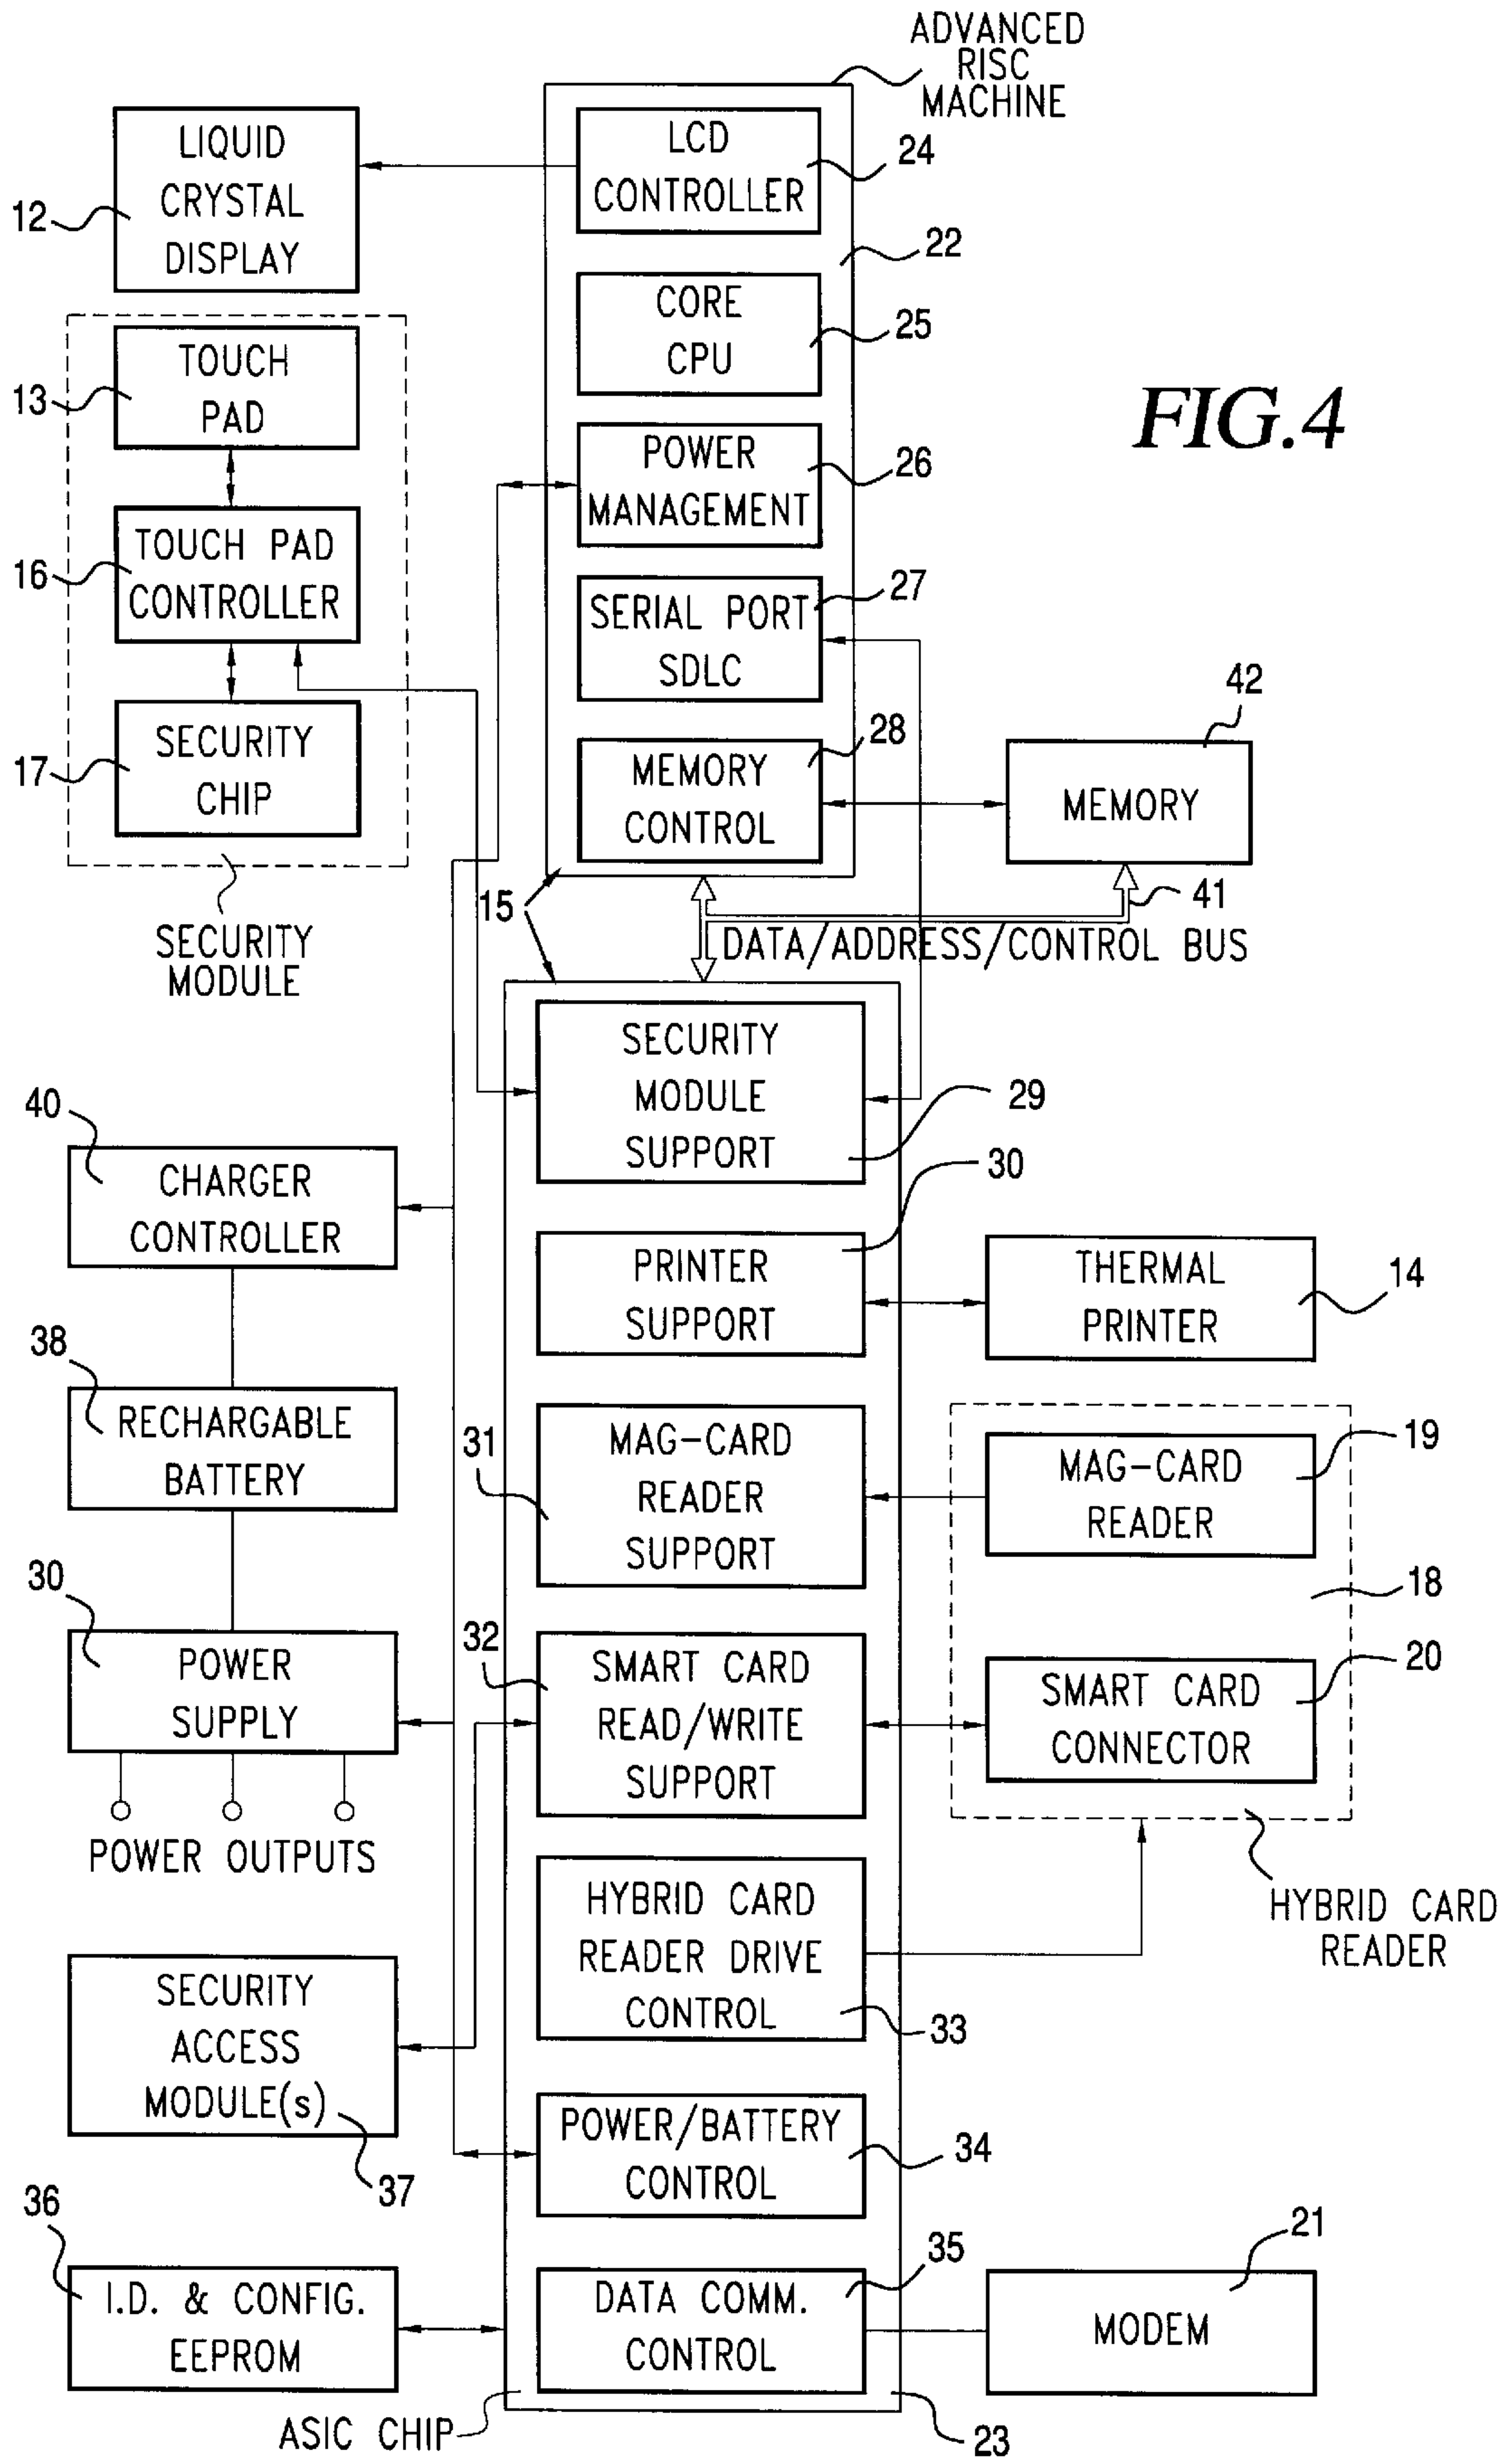 ADVANCED
RISC
MACHINE
LIQUID
CRYSTAL
DISPLAY
12
LCD
CONTROLLER
24
22
CORE
CPU
25
TOUCH
PAD
13
FIG.4
POWER
MANAGEMENT
26
TOUCH PAD
CONTROLLER
16
SERIAL PORT
SDLC
27
SECURITY
CHIP
17
MEMORY
CONTROL
28
MEMORY
42
41
15
SECURITY
MODULE
DATA/ADDRESS/CONTROL BUS
SECURITY
MODULE
SUPPORT
29
40
CHARGER
CONTROLLER
30
PRINTER
SUPPORT
THERMAL
PRINTER
14
38
RECHARGABLE
BATTERY
31
MAG-CARD
READER
SUPPORT
MAG-CARD
READER
19
18
30
POWER
SUPPLY
POWER OUTPUTS
32
SMART CARD
READ/WRITE
SUPPORT
SMART CARD
CONNECTOR
20
HYBRID CARD
READER
HYBRID CARD
READER DRIVE
CONTROL
33
SECURITY
ACCESS
MODULE(s)
37
POWER/BATTERY
CONTROL
34
36
I.D. & CONFIG.
EEPROM
DATA COMM.
CONTROL
35
21
MODEM
ASIC CHIP
23